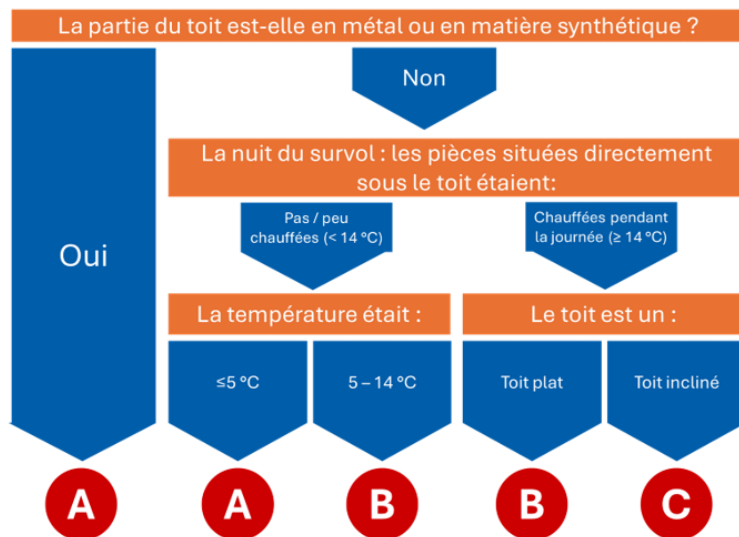 La partie du toit est-elle en métal ou en matière synthétique ?
Oui
Non
La nuit du survol : les pièces situées directement
sous le toit étaient:
Pas / peu
chauffées (< 14 °C)
Chauffées pendant
la journée (≥ 14 °C)
La température était :
Le toit est un :
≤5 °C
5 – 14 °C
Toit plat
Toit incliné
A
A
B
B
C